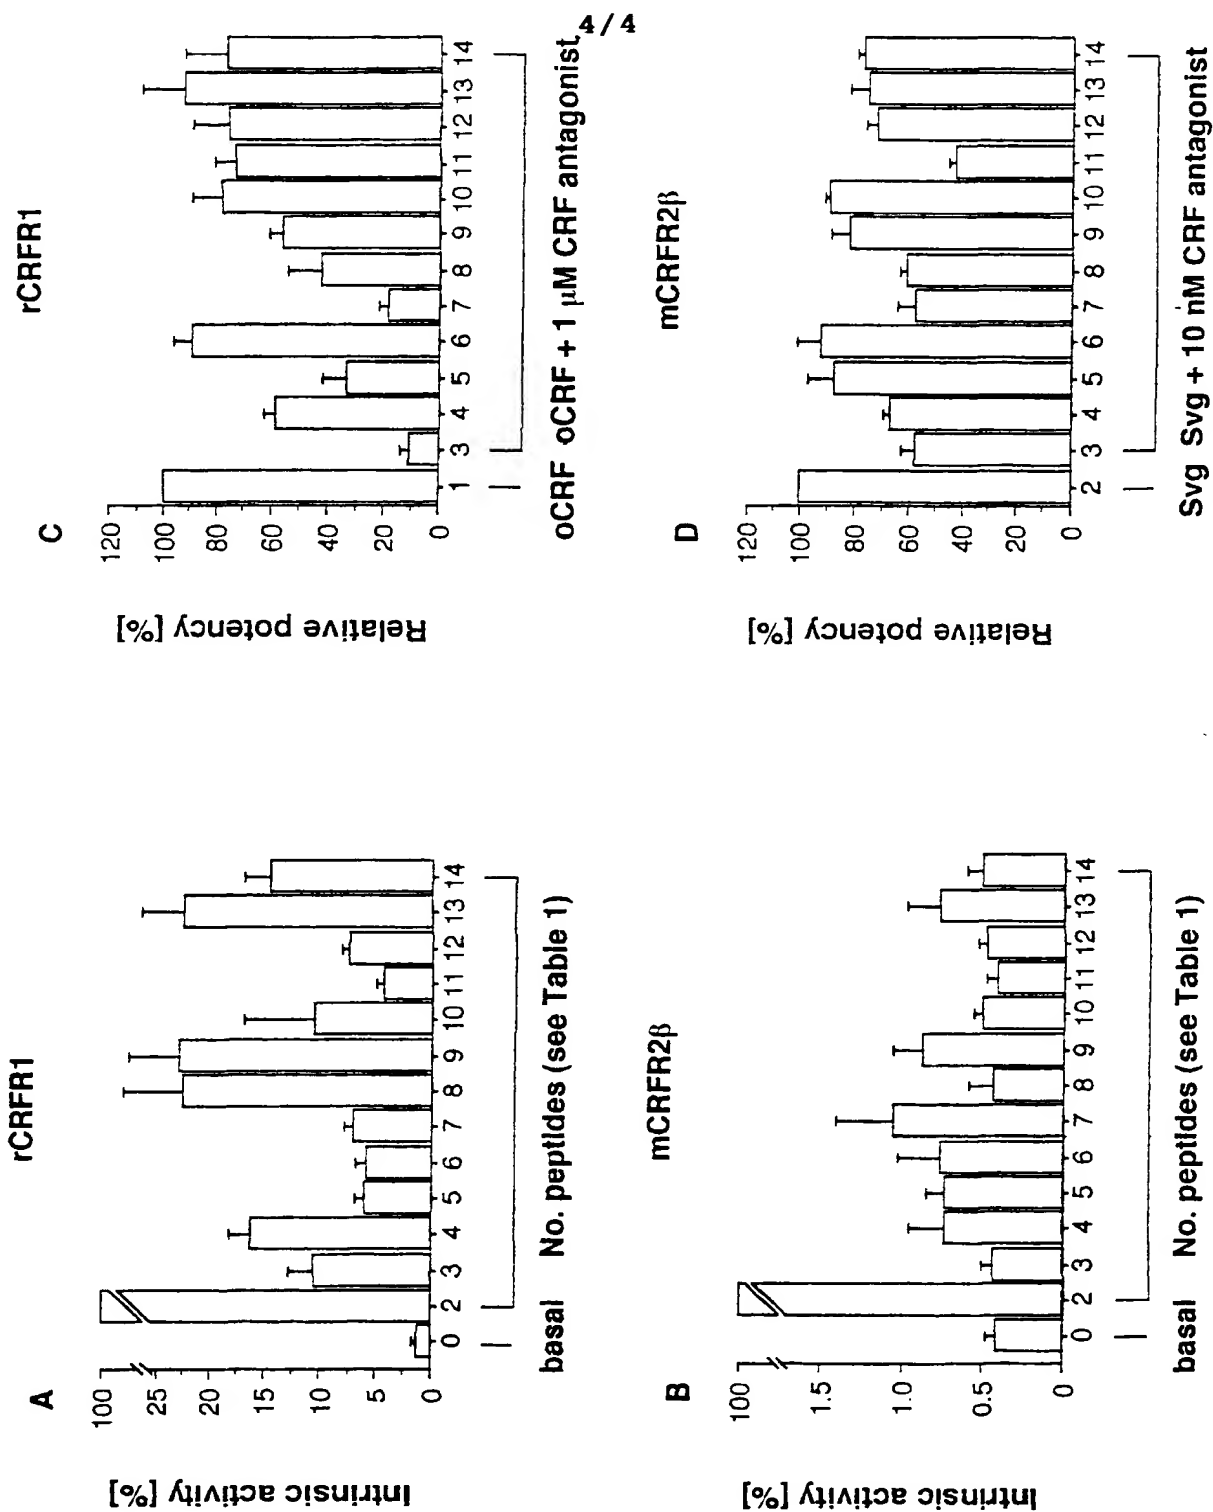 4/4
A
rCRFR1
Intrinsic activity [%]
100
25
20
15
10
5
0
0 2 3 4 5 6 7 8 9 10 11 12 13 14
basal No. peptides (see Table 1)
B
mCRFR2β
Intrinsic activity [%]
100
1.5
1.0
0.5
0
0 2 3 4 5 6 7 8 9 10 11 12 13 14
basal No. peptides (see Table 1)
C
rCRFR1
Relative potency [%]
120
100
80
60
40
20
0
1 3 4 5 6 7 8 9 10 11 12 13 14
oCRF oCRF + 1 μM CRF antagonist
D
mCRFR2β
Relative potency [%]
120
100
80
60
40
20
0
2 3 4 5 6 7 8 9 10 11 12 13 14
Svg Svg + 10 nM CRF antagonist